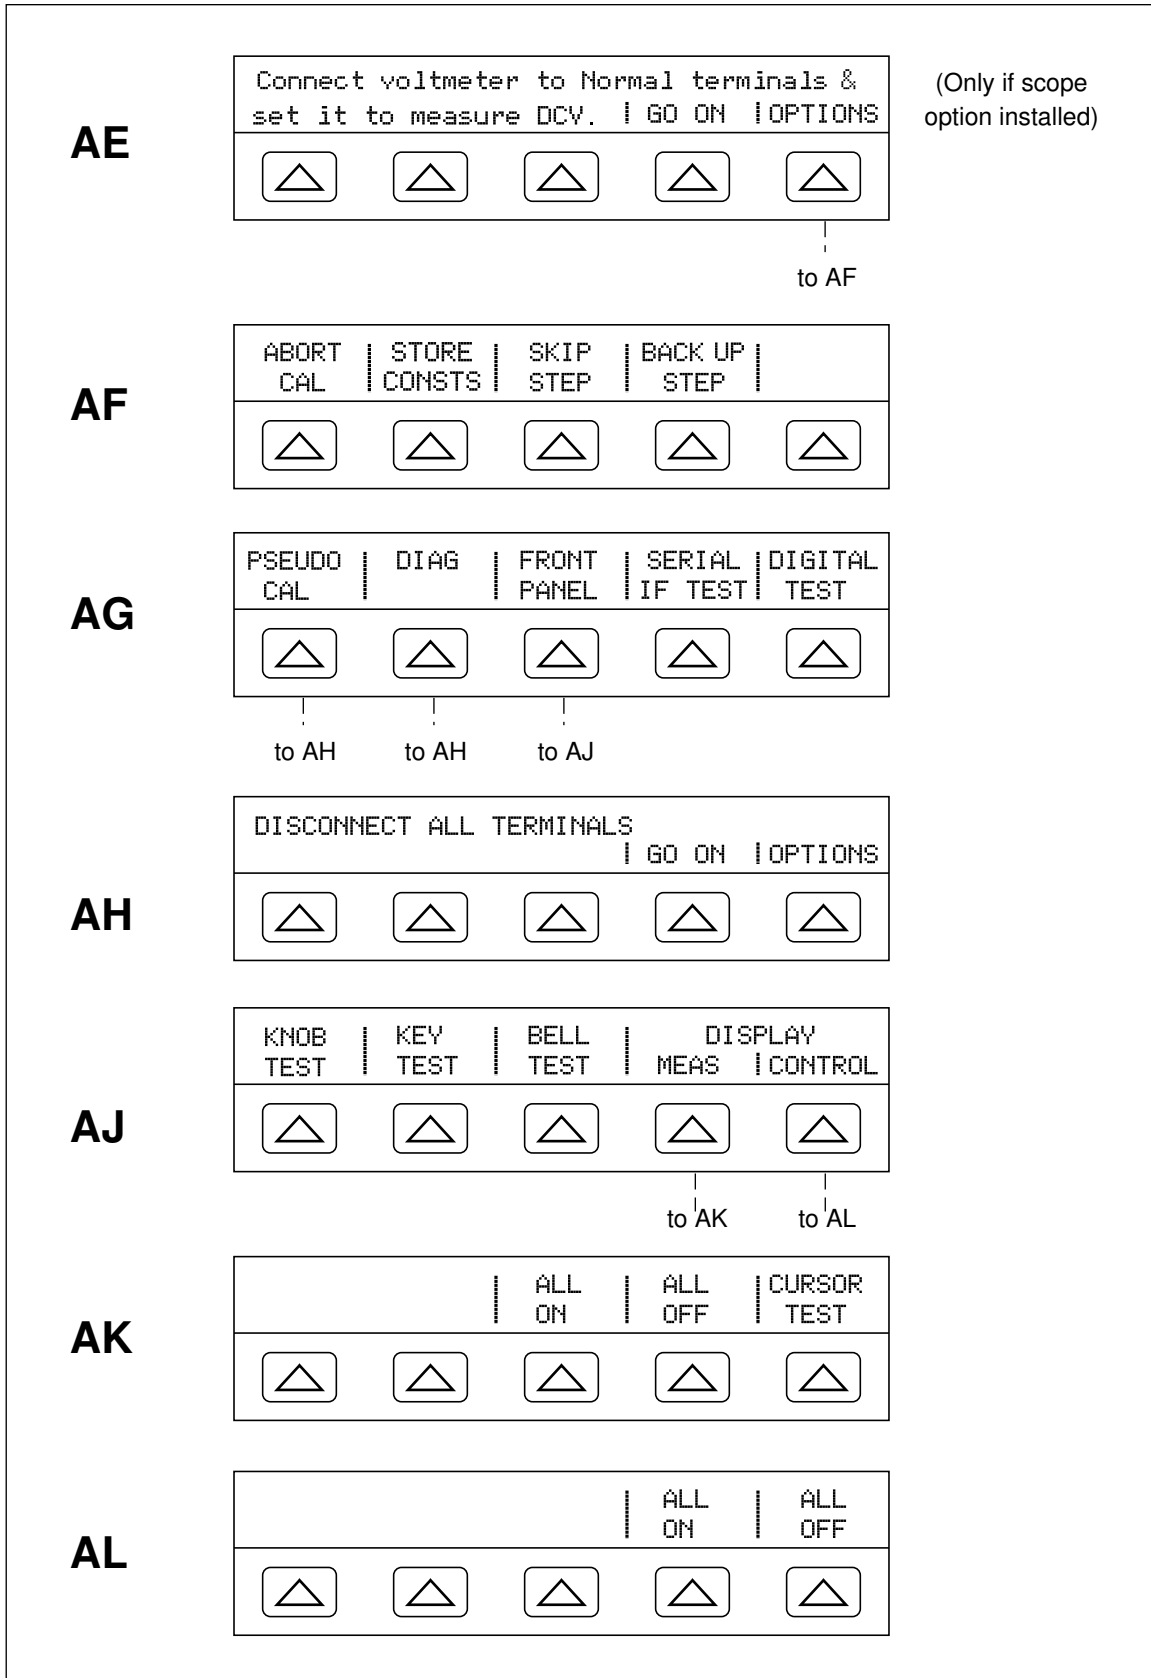 Connect voltmeter to Normal terminals &
set it to measure DCV. | GO ON | OPTIONS
(Only if scope
option installed)
AE
to AF
ABORT | STORE | SKIP | BACK UP |
CAL | CONSTS | STEP | STEP |
AF
PSEUDO | DIAG | FRONT | SERIAL | DIGITAL
CAL | | PANEL | IF TEST | TEST
AG
to AH to AH to AJ
DISCONNECT ALL TERMINALS
| GO ON | OPTIONS
AH
KNOB | KEY | BELL | DISPLAY
TEST | TEST | TEST | MEAS | CONTROL
AJ
to AK to AL
| ALL | ALL | CURSOR
| ON | OFF | TEST
AK
| ALL | ALL
| ON | OFF
AL